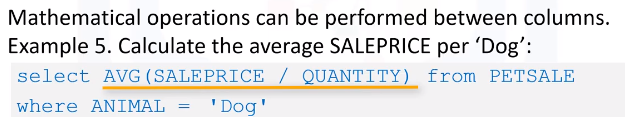 Mathematical operations can be performed between columns.
Example 5. Calculate the average SALEPRICE per ‘Dog’:
select AVG(SALEPRICE / QUANTITY) from PETSALE
where ANIMAL = 'Dog'